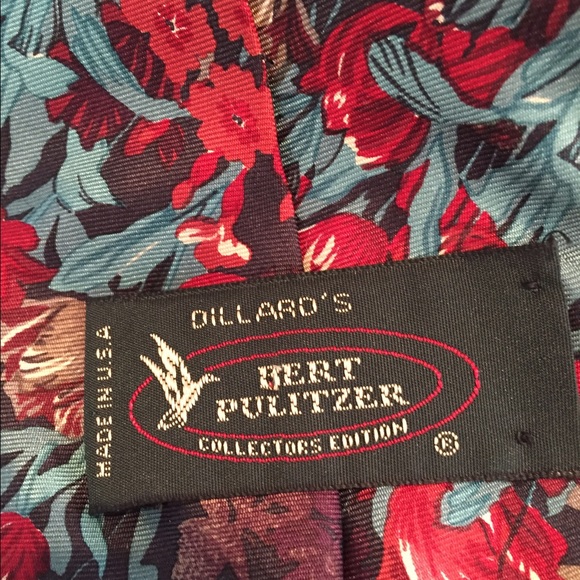 DILLARD'S
MADE IN U.S.A
BERT
PULITZER
COLLECTORS EDITION
®